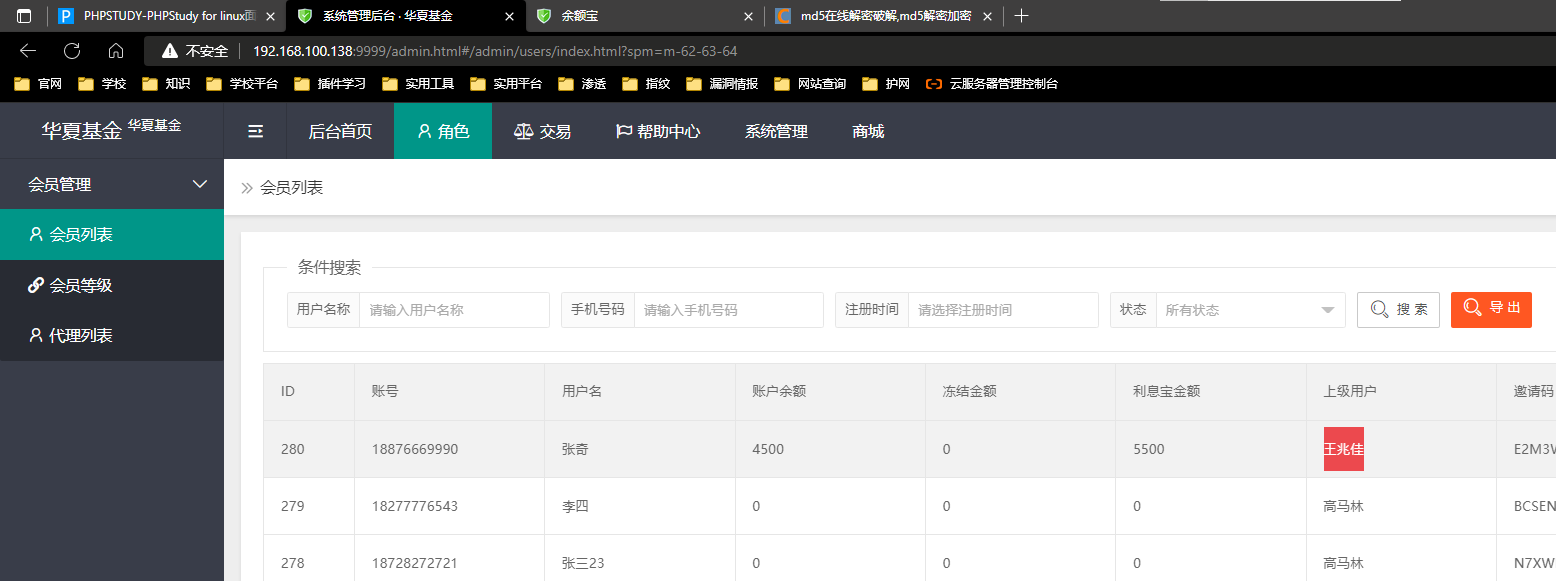 PHPSTUDY-PHPStudy for linux面
系统管理后台 · 华夏基金
余额宝
md5在线解密破解,md5解密加密
不安全 192.168.100.138:9999/admin.html#/admin/users/index.html?spm=m-62-63-64
官网 学校 知识 学校平台 插件学习 实用工具 实用平台 渗透 指纹 漏洞情报 网站查询 护网 云服务器管理控制台
华夏基金 华夏基金 后台首页 角色 交易 帮助中心 系统管理 商城
会员管理
会员列表
会员等级
代理列表
会员列表
条件搜索
用户名称 请输入用户名称 手机号码 请输入手机号码 注册时间 请选择注册时间 状态 所有状态 搜 索 导 出
ID 账号 用户名 账户余额 冻结金额 利息宝金额 上级用户 邀请码
280 18876669990 张奇 4500 0 5500 王兆佳
279 18277776543 李四 0 0 0 高马林 BCSEN
278 18728272721 张三23 0 0 0 高马林 N7XW